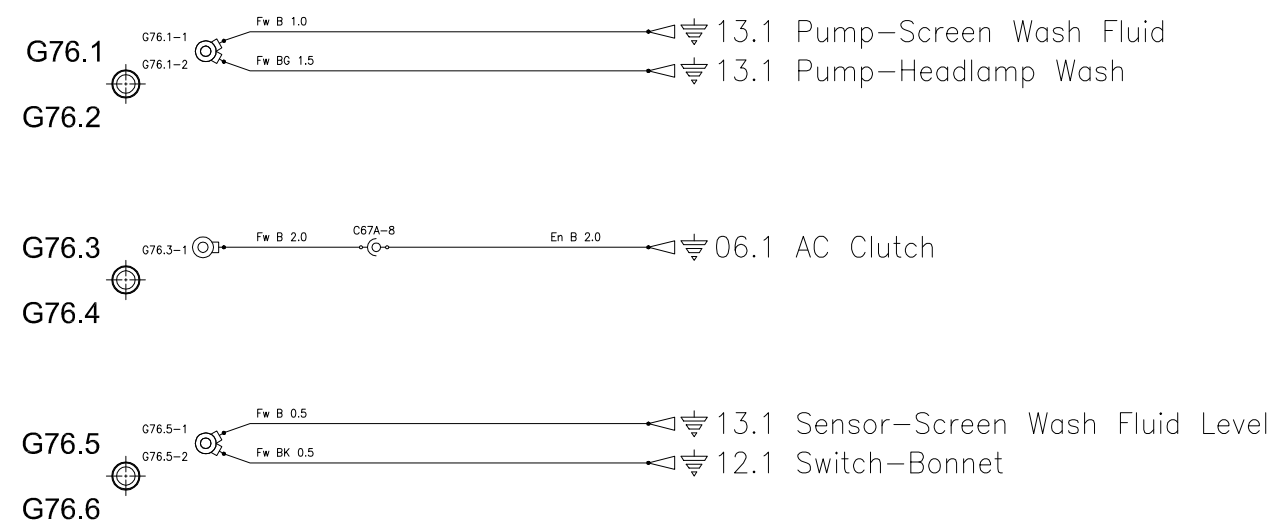 G76.1
G76.1-1
Fw B 1.0
13.1 Pump-Screen Wash Fluid
G76.1-2
Fw BG 1.5
13.1 Pump-Headlamp Wash
G76.2
G76.3
G76.3-1
Fw B 2.0
C67A-8
En B 2.0
06.1 AC Clutch
G76.4
G76.5
G76.5-1
Fw B 0.5
13.1 Sensor-Screen Wash Fluid Level
G76.5-2
Fw BK 0.5
12.1 Switch-Bonnet
G76.6